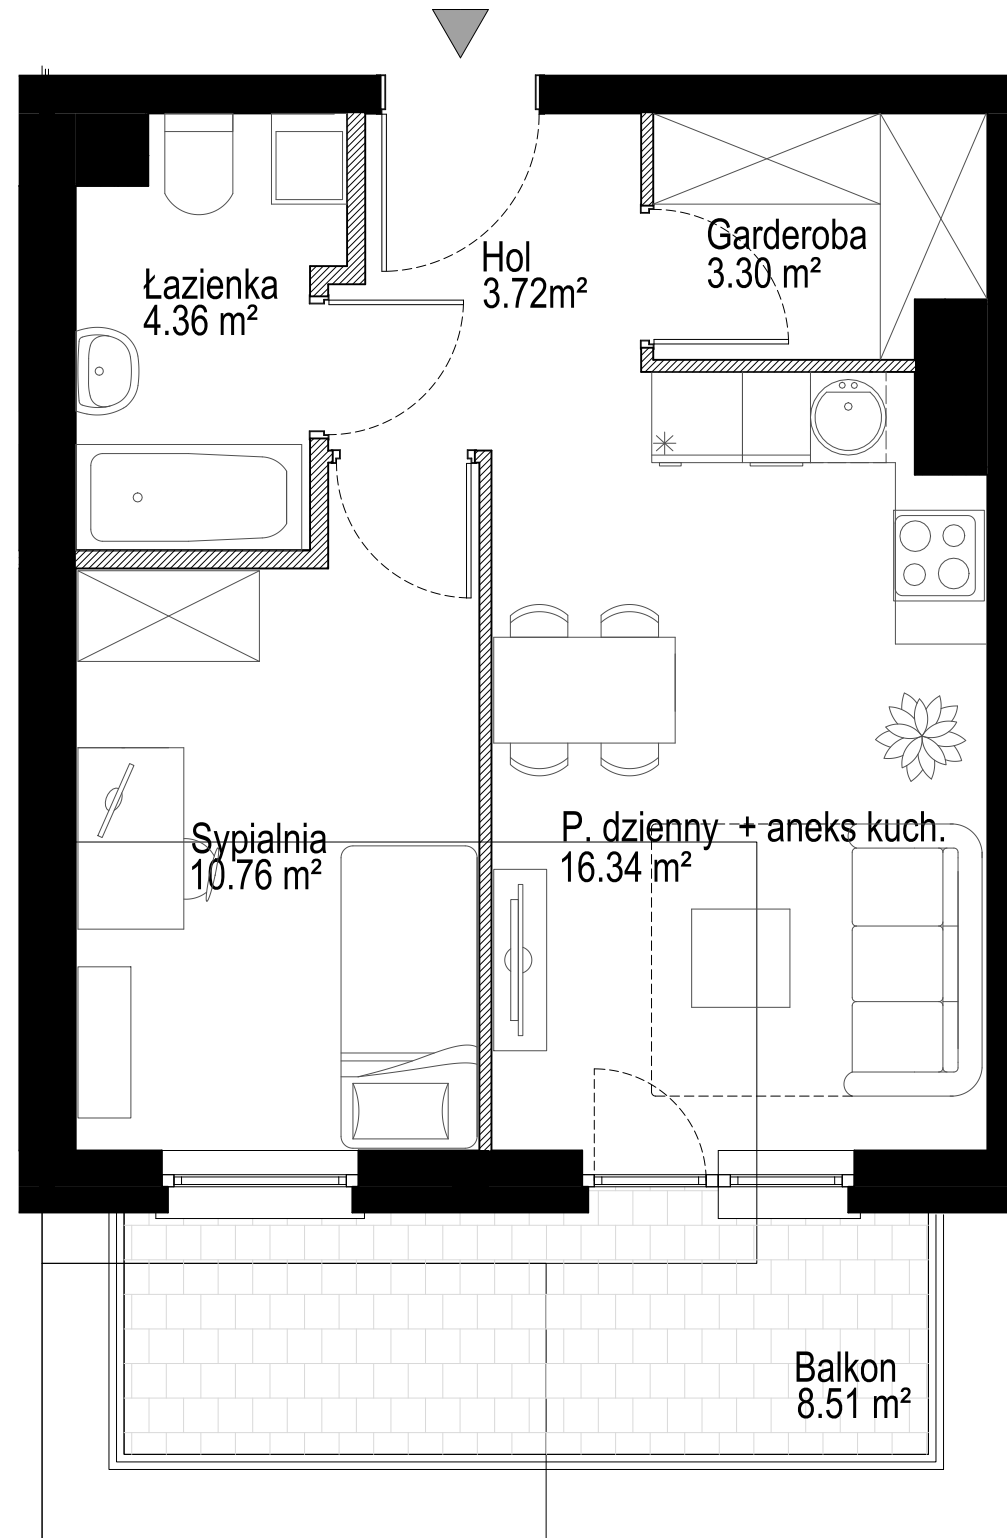 Hol
3.72m²
Garderoba
3.30 m²
Łazienka
4.36 m²
Sypialnia
10.76 m²
P. dzienny + aneks kuch.
16.34 m²
Balkon
8.51 m²